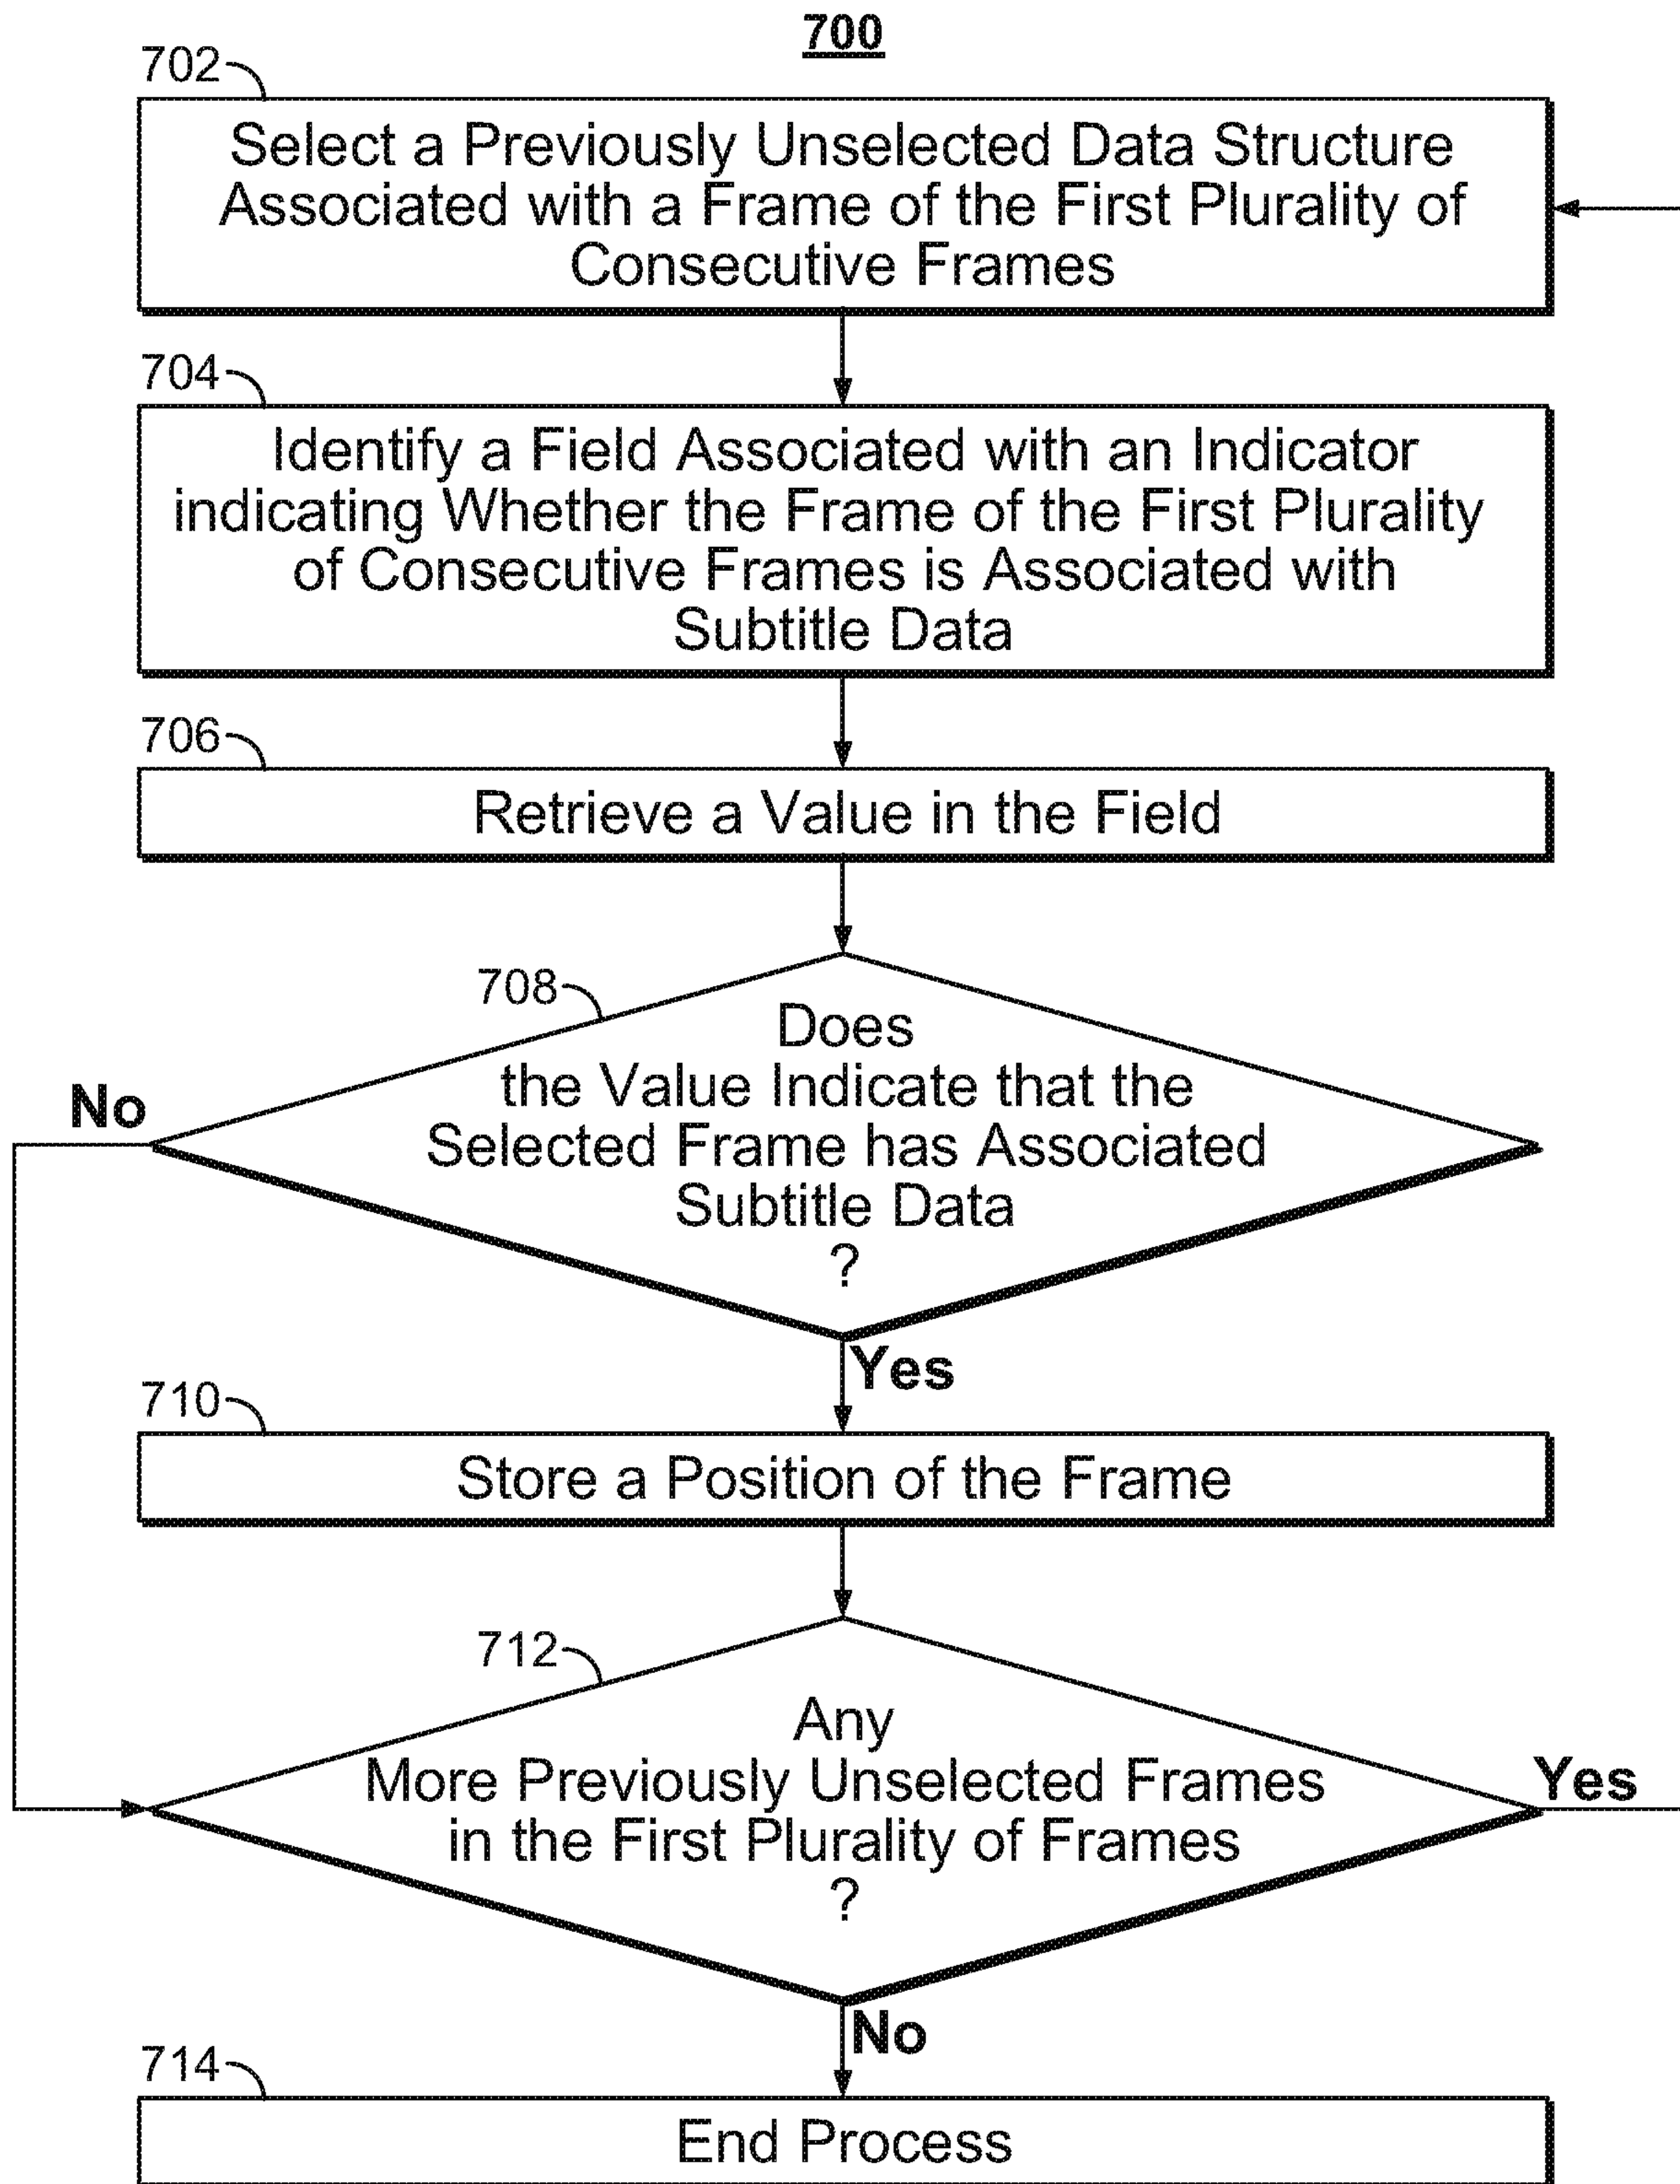 700
702
Select a Previously Unselected Data Structure
Associated with a Frame of the First Plurality of
Consecutive Frames
704
Identify a Field Associated with an Indicator
indicating Whether the Frame of the First Plurality
of Consecutive Frames is Associated with
Subtitle Data
706
Retrieve a Value in the Field
708
Does
the Value Indicate that the
Selected Frame has Associated
Subtitle Data
?
No
Yes
710
Store a Position of the Frame
712
Any
More Previously Unselected Frames
in the First Plurality of Frames
?
Yes
No
714
End Process